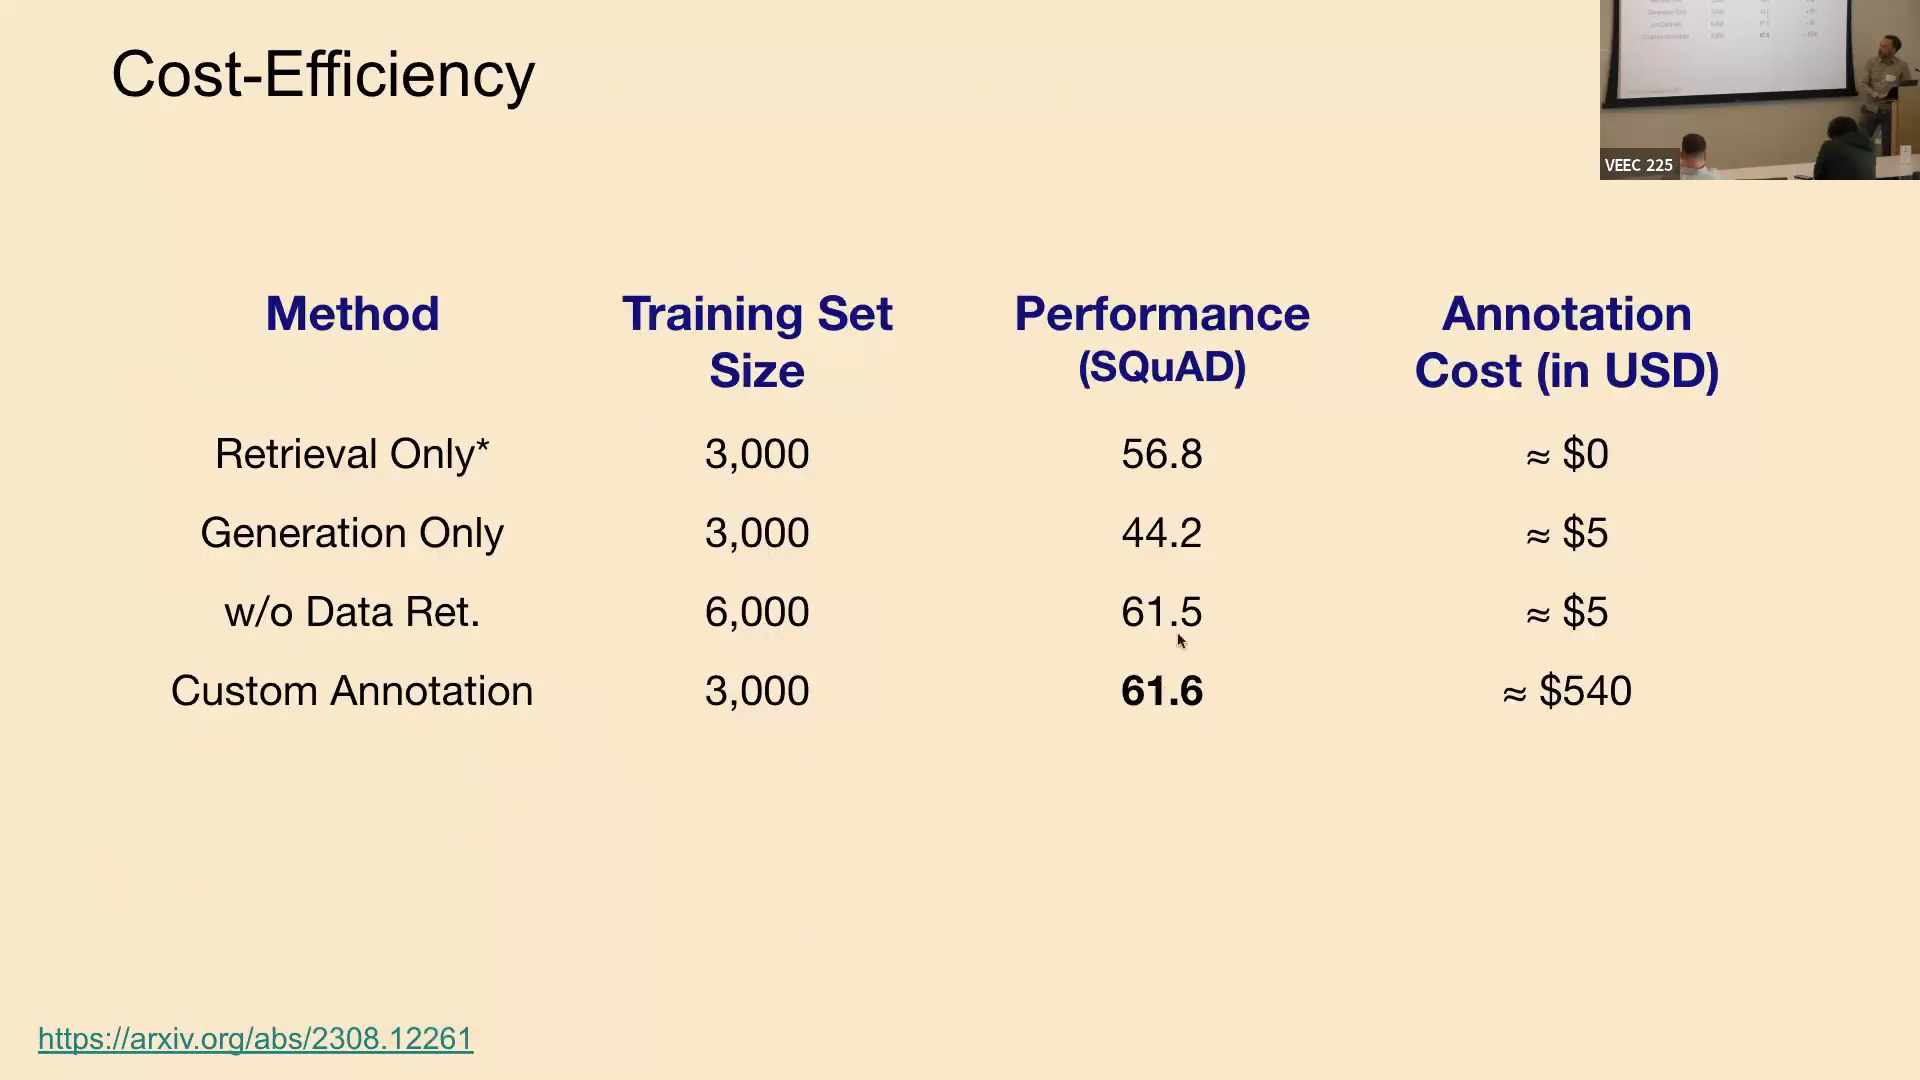 Cost-Efficiency
VEEC 225
Method
Training Set
Size
Performance
(SQuAD)
Annotation
Cost (in USD)
Retrieval Only* 3,000 56.8 ≈ $0
Generation Only 3,000 44.2 ≈ $5
w/o Data Ret. 6,000 61.5 ≈ $5
Custom Annotation 3,000 61.6 ≈ $540
https://arxiv.org/abs/2308.12261